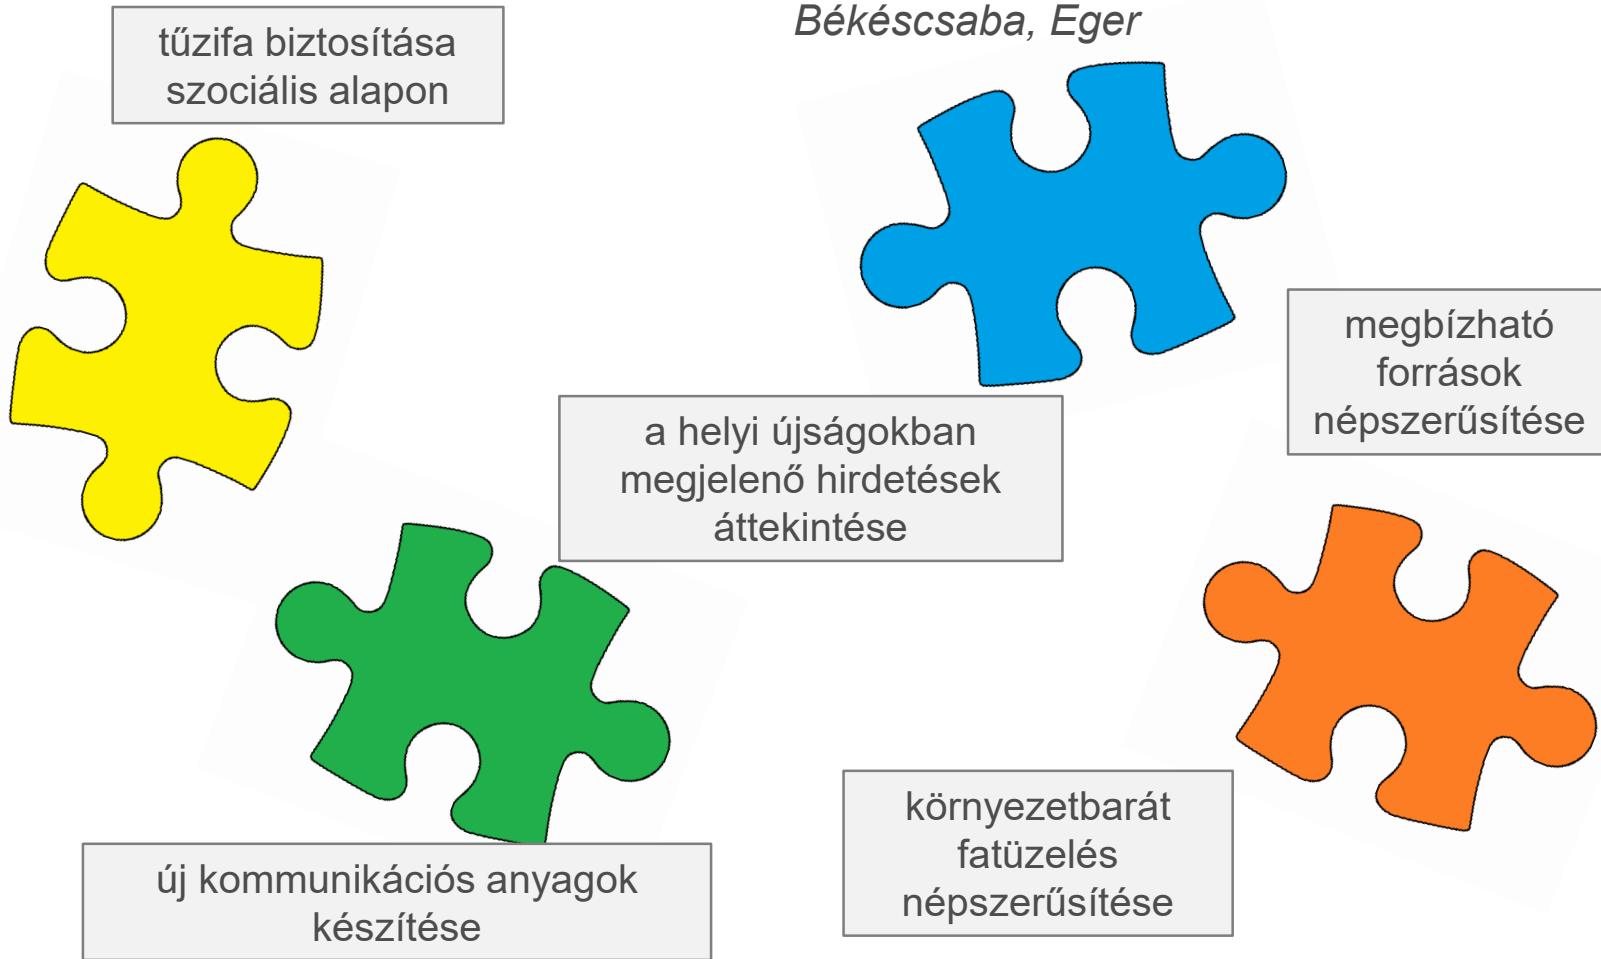 Békéscsaba, Eger
tűzifa biztosítása
szociális alapon
megbízható
források
népszerűsítése
a helyi újságokban
megjelenő hirdetések
áttekintése
környezetbarát
fatüzelés
népszerűsítése
új kommunikációs anyagok
készítése